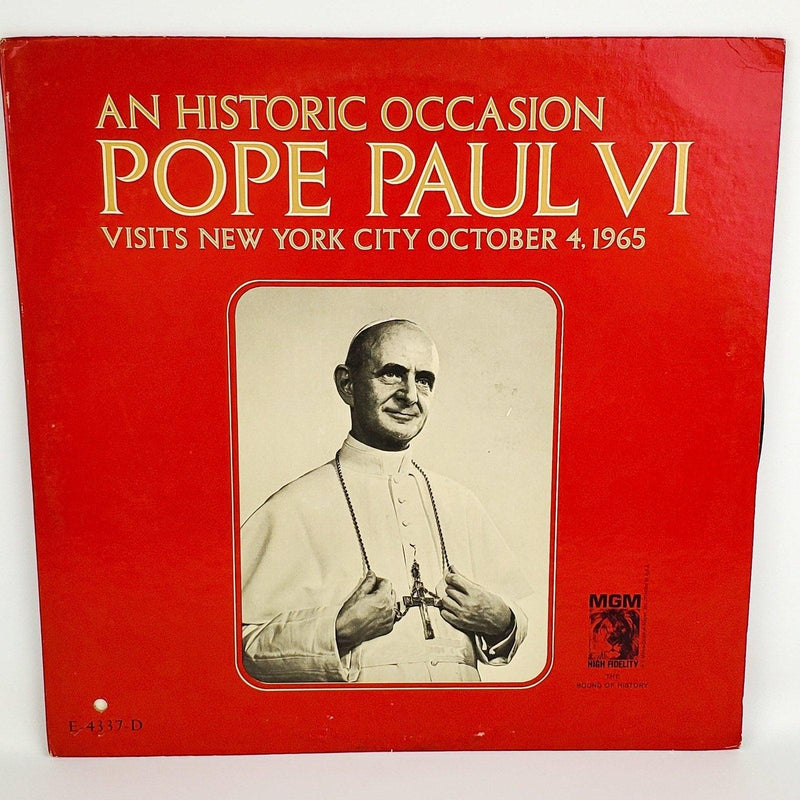 AN HISTORIC OCCASION
POPE PAUL VI
VISITS NEW YORK CITY OCTOBER 4, 1965
MGM
HIGH FIDELITY
THE
SOUND OF HISTORY
E-4337-D